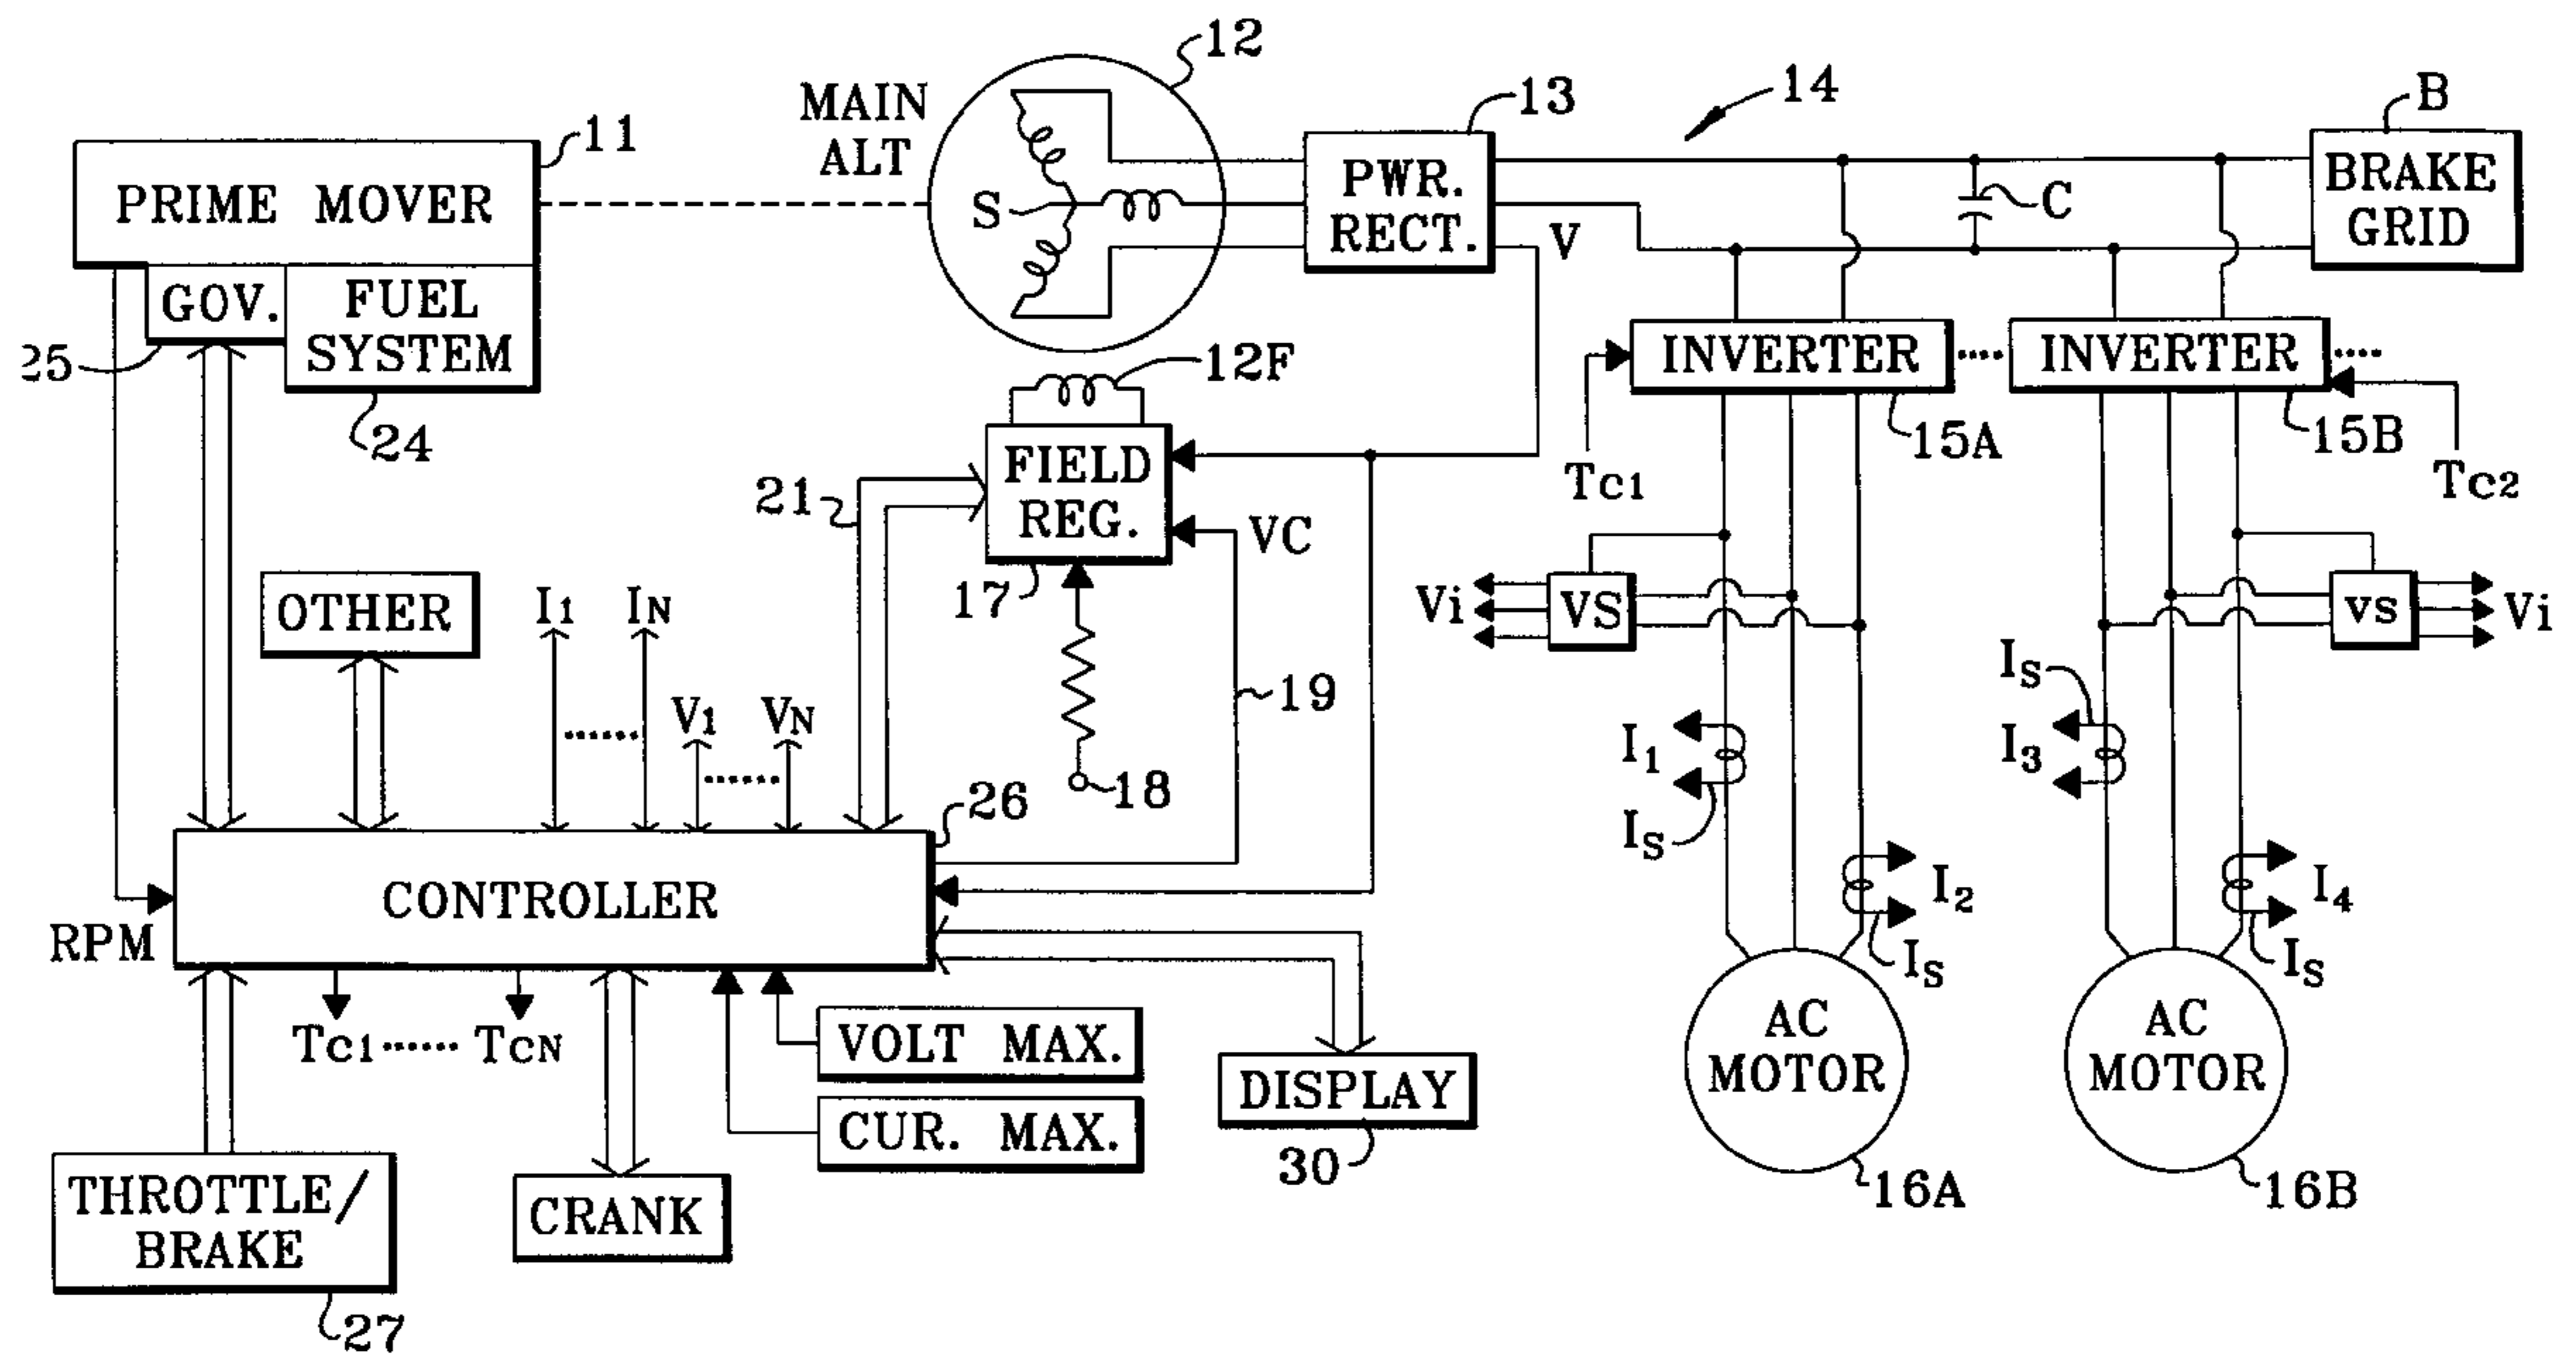 12
MAIN
ALT
S
11
PRIME MOVER
GOV.
FUEL
SYSTEM
25
24
13
PWR.
RECT.
V
14
C
B
BRAKE
GRID
12F
FIELD
REG.
17
VC
21
18
19
INVERTER
15A
INVERTER
15B
TC1
TC2
VS
Vi
VS
Vi
I1
IS
I2
IS
IS
I3
I4
IS
AC
MOTOR
16A
AC
MOTOR
16B
OTHER
I1
IN
V1
VN
26
CONTROLLER
RPM
TC1
TCN
VOLT MAX.
CUR. MAX.
DISPLAY
30
THROTTLE/
BRAKE
27
CRANK